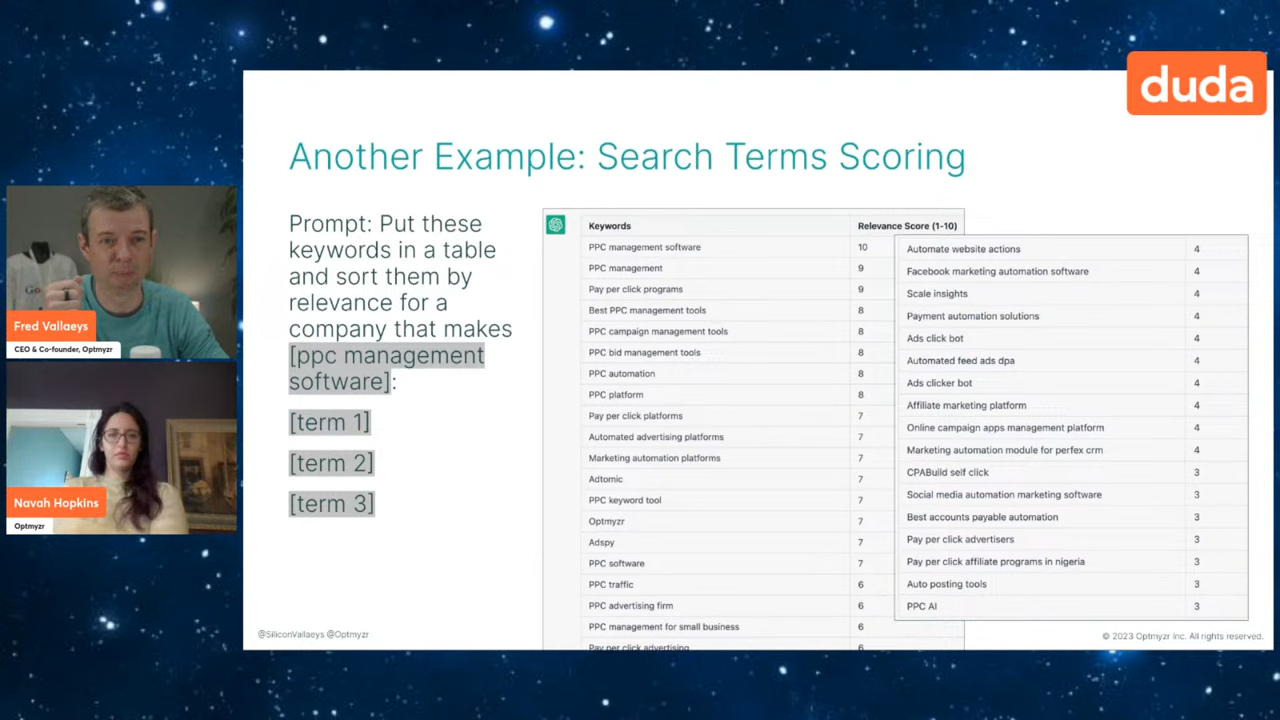 duda
Another Example: Search Terms Scoring
Prompt: Put these
keywords in a table
and sort them by
relevance for a
company that makes
[ppc management
software]:
[term 1]
[term 2]
[term 3]
Keywords Relevance Score (1-10)
PPC management software 10
PPC management 9
Pay per click programs 9
Best PPC management tools 8
PPC campaign management tools 8
PPC bid management tools 8
PPC automation 8
PPC platform 8
Pay per click platforms 7
Automated advertising platforms 7
Marketing automation platforms 7
Adtomic 7
PPC keyword tool 7
Optmyzr 7
Adspy 7
PPC software 7
PPC traffic 6
PPC advertising firm 6
PPC management for small business 6
Pay per click advertising 6
Automate website actions 4
Facebook marketing automation software 4
Scale insights 4
Payment automation solutions 4
Ads click bot 4
Automated feed ads dpa 4
Ads clicker bot 4
Affiliate marketing platform 4
Online campaign apps management platform 4
Marketing automation module for perfex crm 4
CPABuild self click 3
Social media automation marketing software 3
Best accounts payable automation 3
Pay per click advertisers 3
Pay per click affiliate programs in nigeria 3
Auto posting tools 3
PPC AI 3
@SiliconVallaeys @Optmyzr
© 2023 Optmyzr Inc. All rights reserved.
Fred Vallaeys
CEO & Co-founder, Optmyzr
Navah Hopkins
Optmyzr